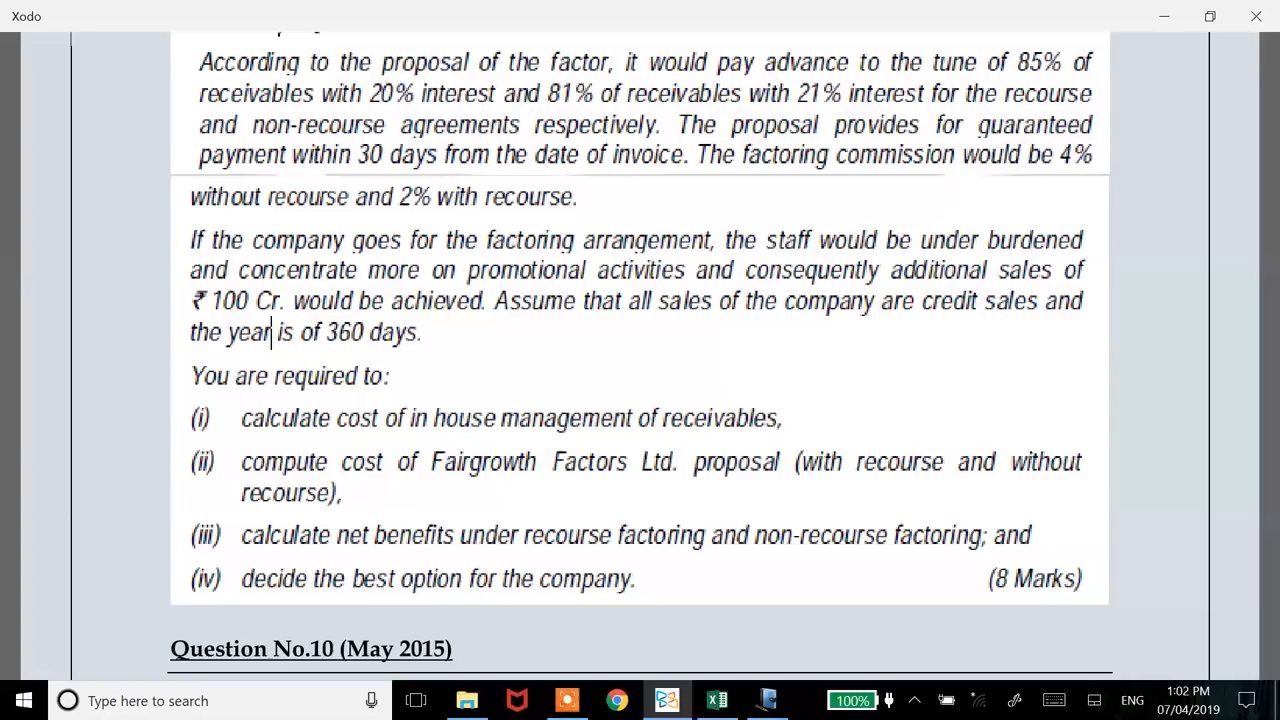 Xodo
According to the proposal of the factor, it would pay advance to the tune of 85% of
receivables with 20% interest and 81% of receivables with 21% interest for the recourse
and non-recourse agreements respectively. The proposal provides for guaranteed
payment within 30 days from the date of invoice. The factoring commission would be 4%
without recourse and 2% with recourse.
If the company goes for the factoring arrangement, the staff would be under burdened
and concentrate more on promotional activities and consequently additional sales of
₹ 100 Cr. would be achieved. Assume that all sales of the company are credit sales and
the year is of 360 days.
You are required to:
(i) calculate cost of in house management of receivables,
(ii) compute cost of Fairgrowth Factors Ltd. proposal (with recourse and without
recourse),
(iii) calculate net benefits under recourse factoring and non-recourse factoring; and
(iv) decide the best option for the company. (8 Marks)
Question No.10 (May 2015)
Type here to search
100%
ENG
1:02 PM
07/04/2019